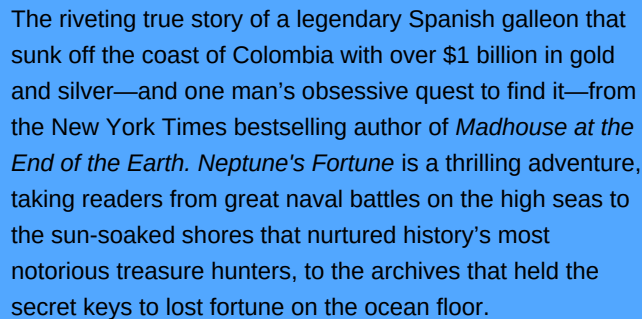 The riveting true story of a legendary Spanish galleon that
sunk off the coast of Colombia with over $1 billion in gold
and silver—and one man's obsessive quest to find it—from
the New York Times bestselling author of Madhouse at the
End of the Earth. Neptune's Fortune is a thrilling adventure,
taking readers from great naval battles on the high seas to
the sun-soaked shores that nurtured history's most
notorious treasure hunters, to the archives that held the
secret keys to lost fortune on the ocean floor.